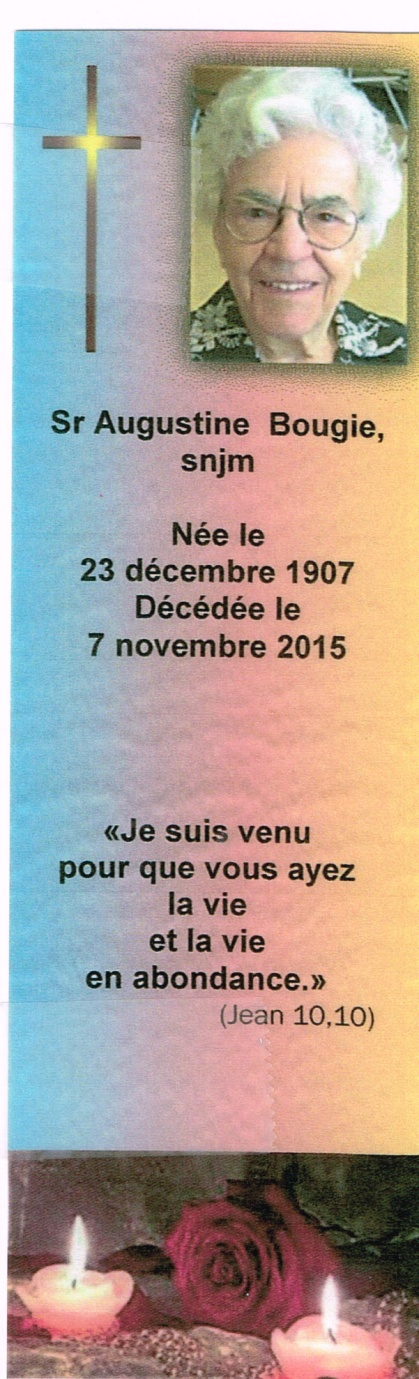 Sr Augustine Bougie,
snjm
Née le
23 décembre 1907
Décédée le
7 novembre 2015
«Je suis venu
pour que vous ayez
la vie
et la vie
en abondance.»
(Jean 10,10)